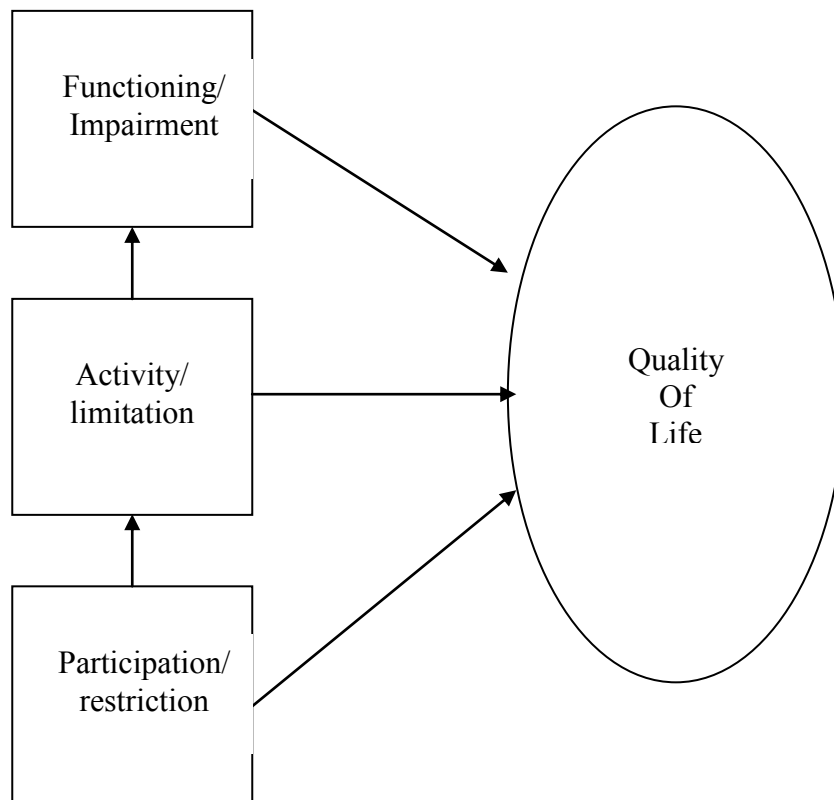 Functioning/
Impairment
Activity/
limitation
Participation/
restriction
Quality
Of
Life